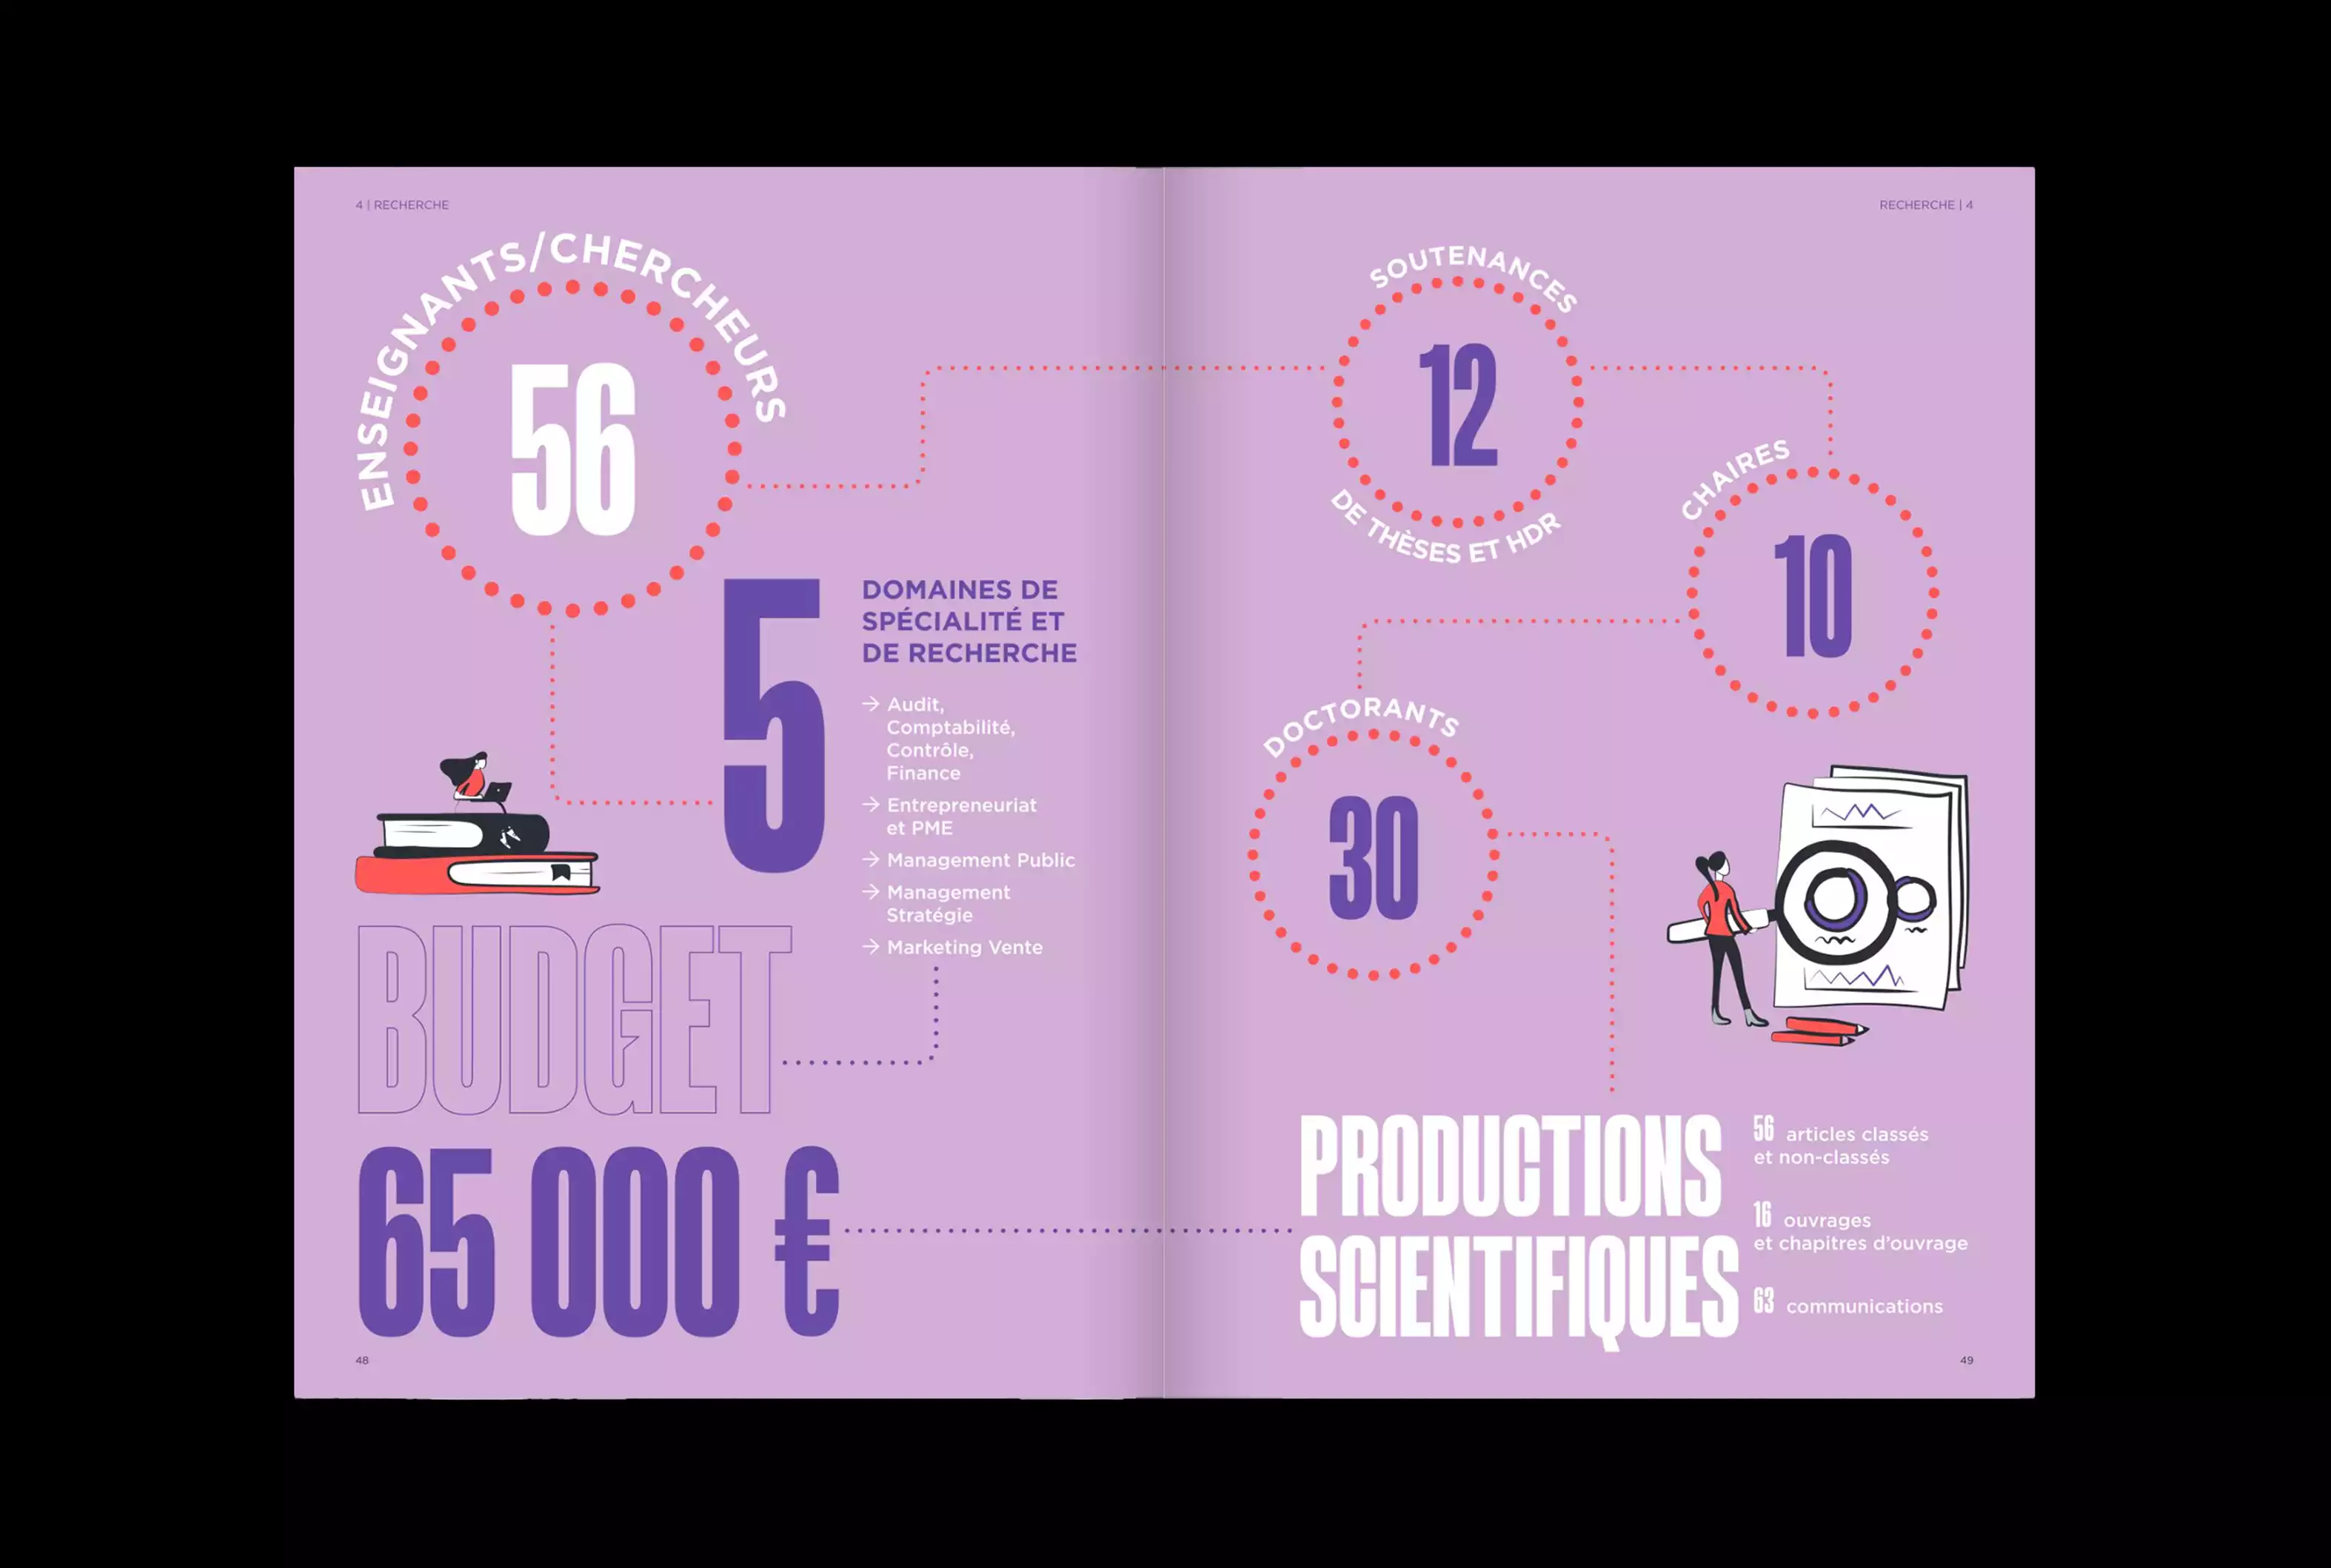 4 | RECHERCHE
ENSEIGNANTS/CHERCHEURS
56
5
DOMAINES DE
SPÉCIALITÉ ET
DE RECHERCHE
→ Audit,
Comptabilité,
Contrôle,
Finance
→ Entrepreneuriat
et PME
→ Management Public
→ Management
Stratégie
→ Marketing Vente
BUDGET
65 000 €
48
RECHERCHE | 4
SOUTENANCES
12
DE THÈSES ET HDR
CHAIRES
10
DOCTORANTS
30
PRODUCTIONS
SCIENTIFIQUES
56 articles classés
et non-classés
16 ouvrages
et chapitres d’ouvrage
63 communications
49